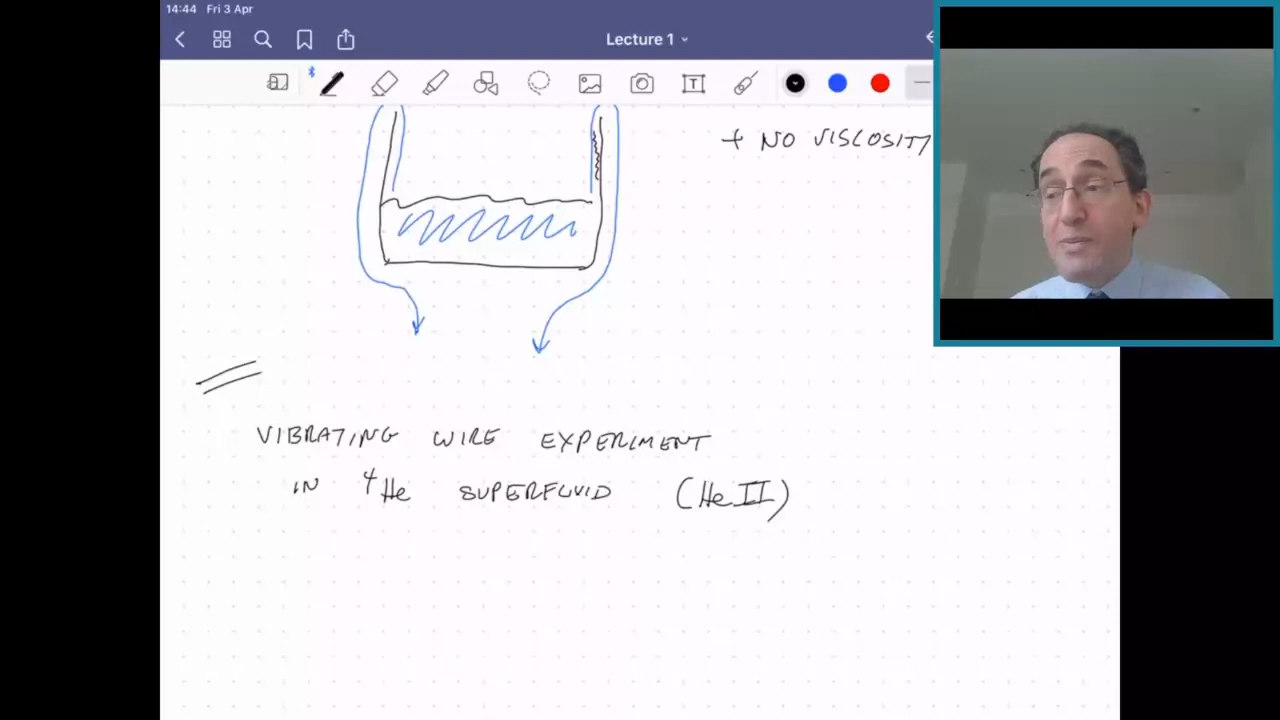 14:44 Fri 3 Apr
Lecture 1
T
+ NO VISCOSITY
VIBRATING WIRE EXPERIMENT
IN ⁴He SUPERFLUID (He II)